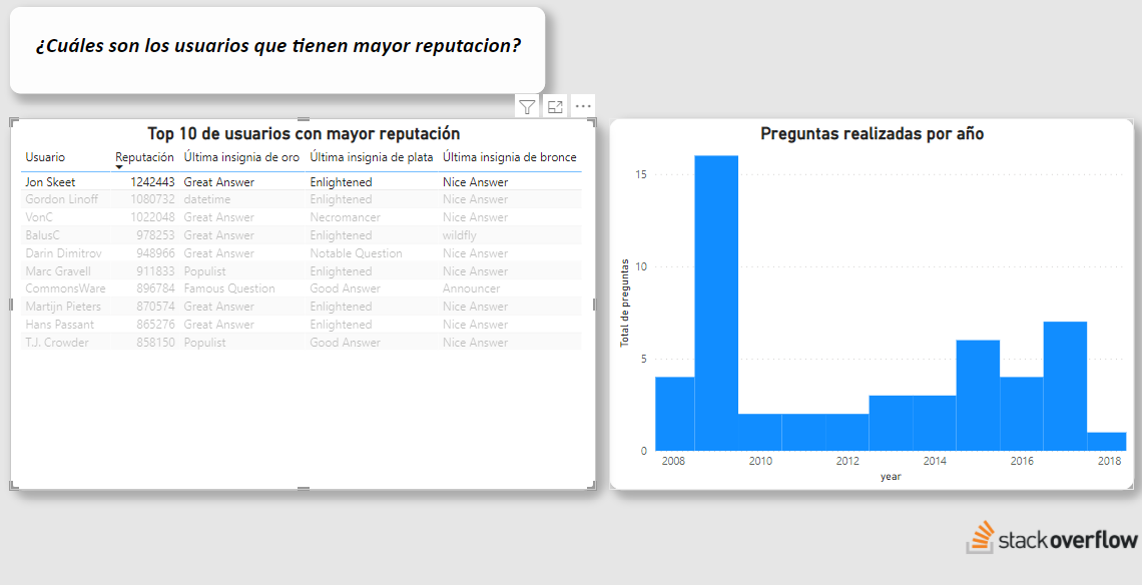 ¿Cuáles son los usuarios que tienen mayor reputacion?
Top 10 de usuarios con mayor reputación
Usuario Reputación Última insignia de oro Última insignia de plata Última insignia de bronce
Jon Skeet 1242443 Great Answer Enlightened Nice Answer
Gordon Linoff 1080732 datetime Enlightened Nice Answer
VonC 1022048 Great Answer Necromancer Nice Answer
BalusC 978253 Great Answer Enlightened wildfly
Darin Dimitrov 948966 Great Answer Notable Question Nice Answer
Marc Gravell 911833 Populist Enlightened Nice Answer
CommonsWare 896784 Famous Question Good Answer Announcer
Martijn Pieters 870574 Great Answer Enlightened Nice Answer
Hans Passant 865276 Great Answer Enlightened Nice Answer
T.J. Crowder 858150 Populist Good Answer Nice Answer
Preguntas realizadas por año
Total de preguntas
15
10
5
0
2008 2010 2012 2014 2016 2018
year
stackoverflow